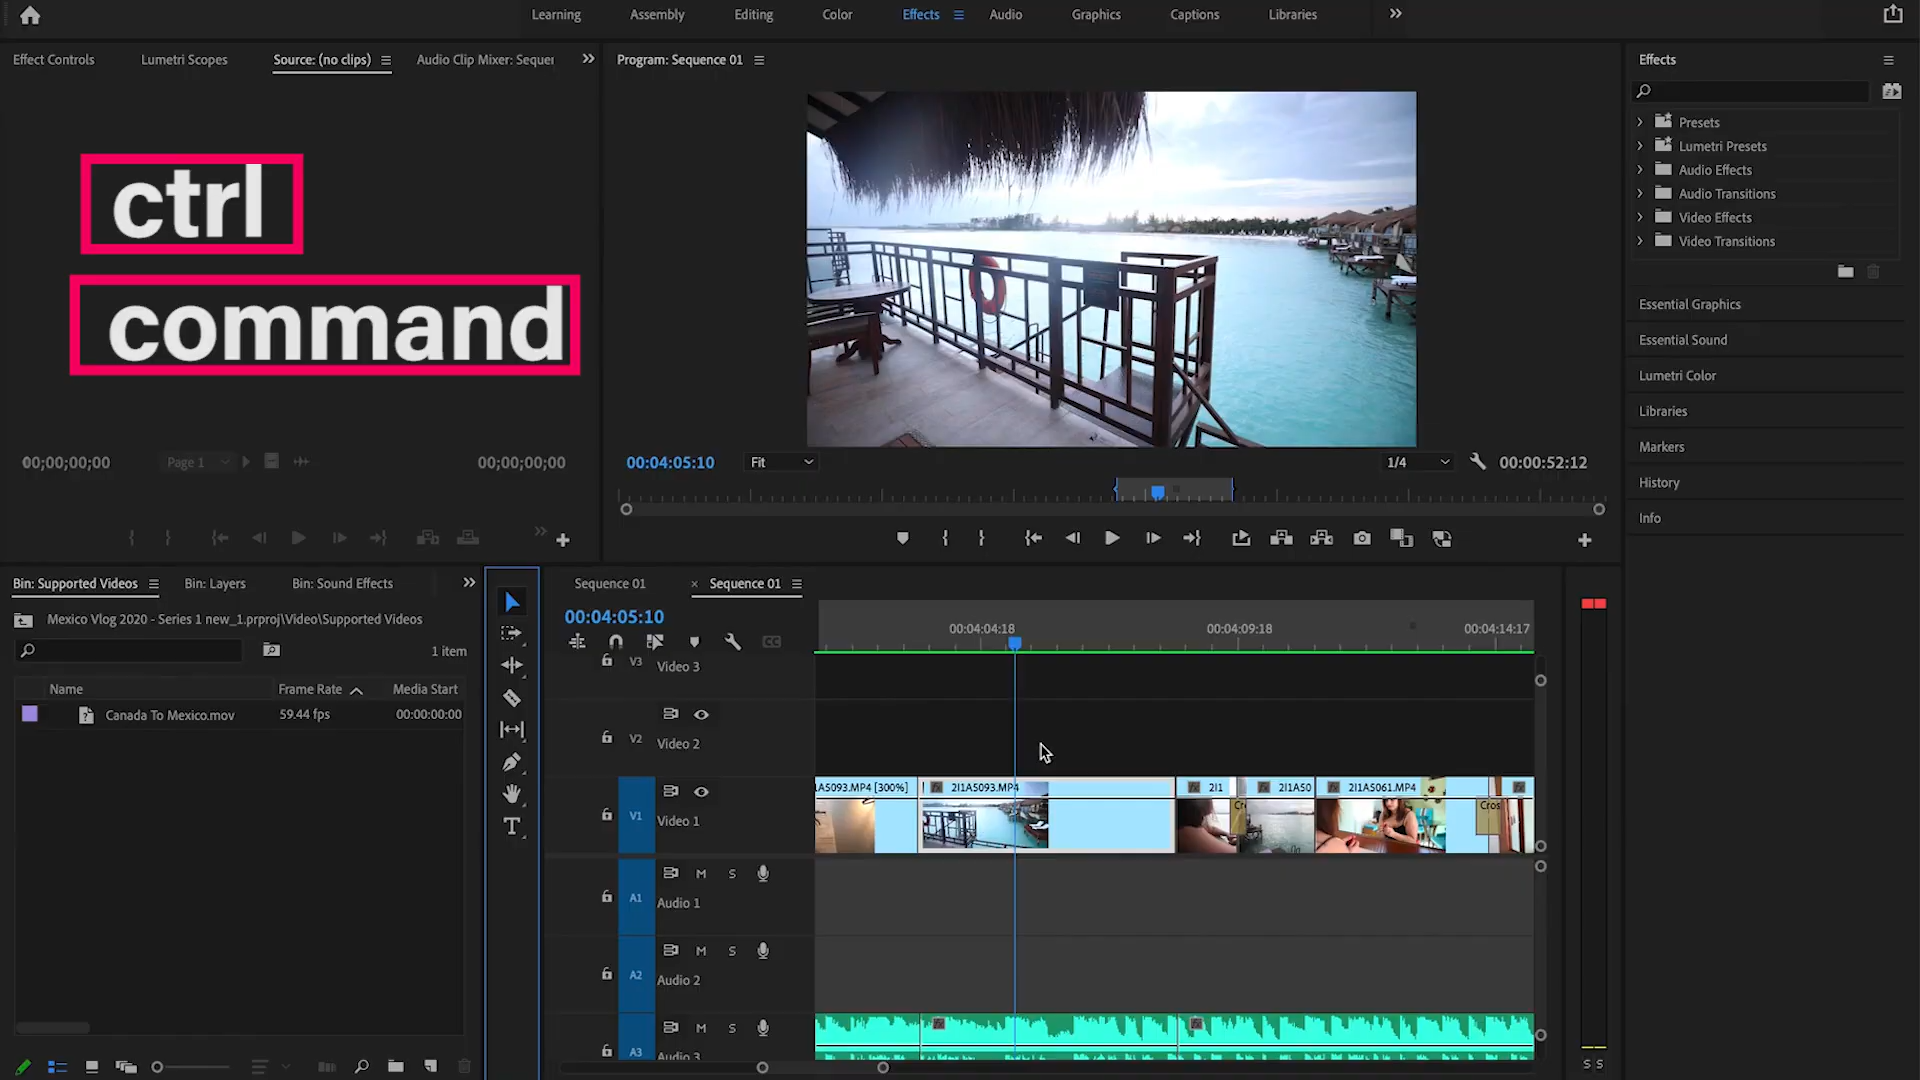 Learning Assembly Editing Color Effects Audio Graphics Captions Libraries
Effect Controls Lumetri Scopes Source: (no clips) Audio Clip Mixer: Sequer
Program: Sequence 01
Effects
ctrl
command
Presets
Lumetri Presets
Audio Effects
Audio Transitions
Video Effects
Video Transitions
Essential Graphics
Essential Sound
Lumetri Color
Libraries
Markers
History
Info
00;00;00;00 Page 1 00;00;00;00
00:04:05:10 Fit 1/4 00:00:52:12
Bin: Supported Videos Bin: Layers Bin: Sound Effects
Mexico Vlog 2020 - Series 1 new_1.prproj\Video\Supported Videos
1 item
Name Frame Rate Media Start
Canada To Mexico.mov 59.44 fps 00:00:00:00
Sequence 01 × Sequence 01
00:04:05:10
00:04:04:18 00:04:09:18 00:04:14:17
V3 Video 3
V2 Video 2
V1 Video 1
1A5093.MP4 [300%] 2I1A5093.MP4 2I1 2I1A50 2I1A5061.MP4
Cr Cros
M S
A1 Audio 1
M S
A2 Audio 2
M S
A3 Audio 3
S S